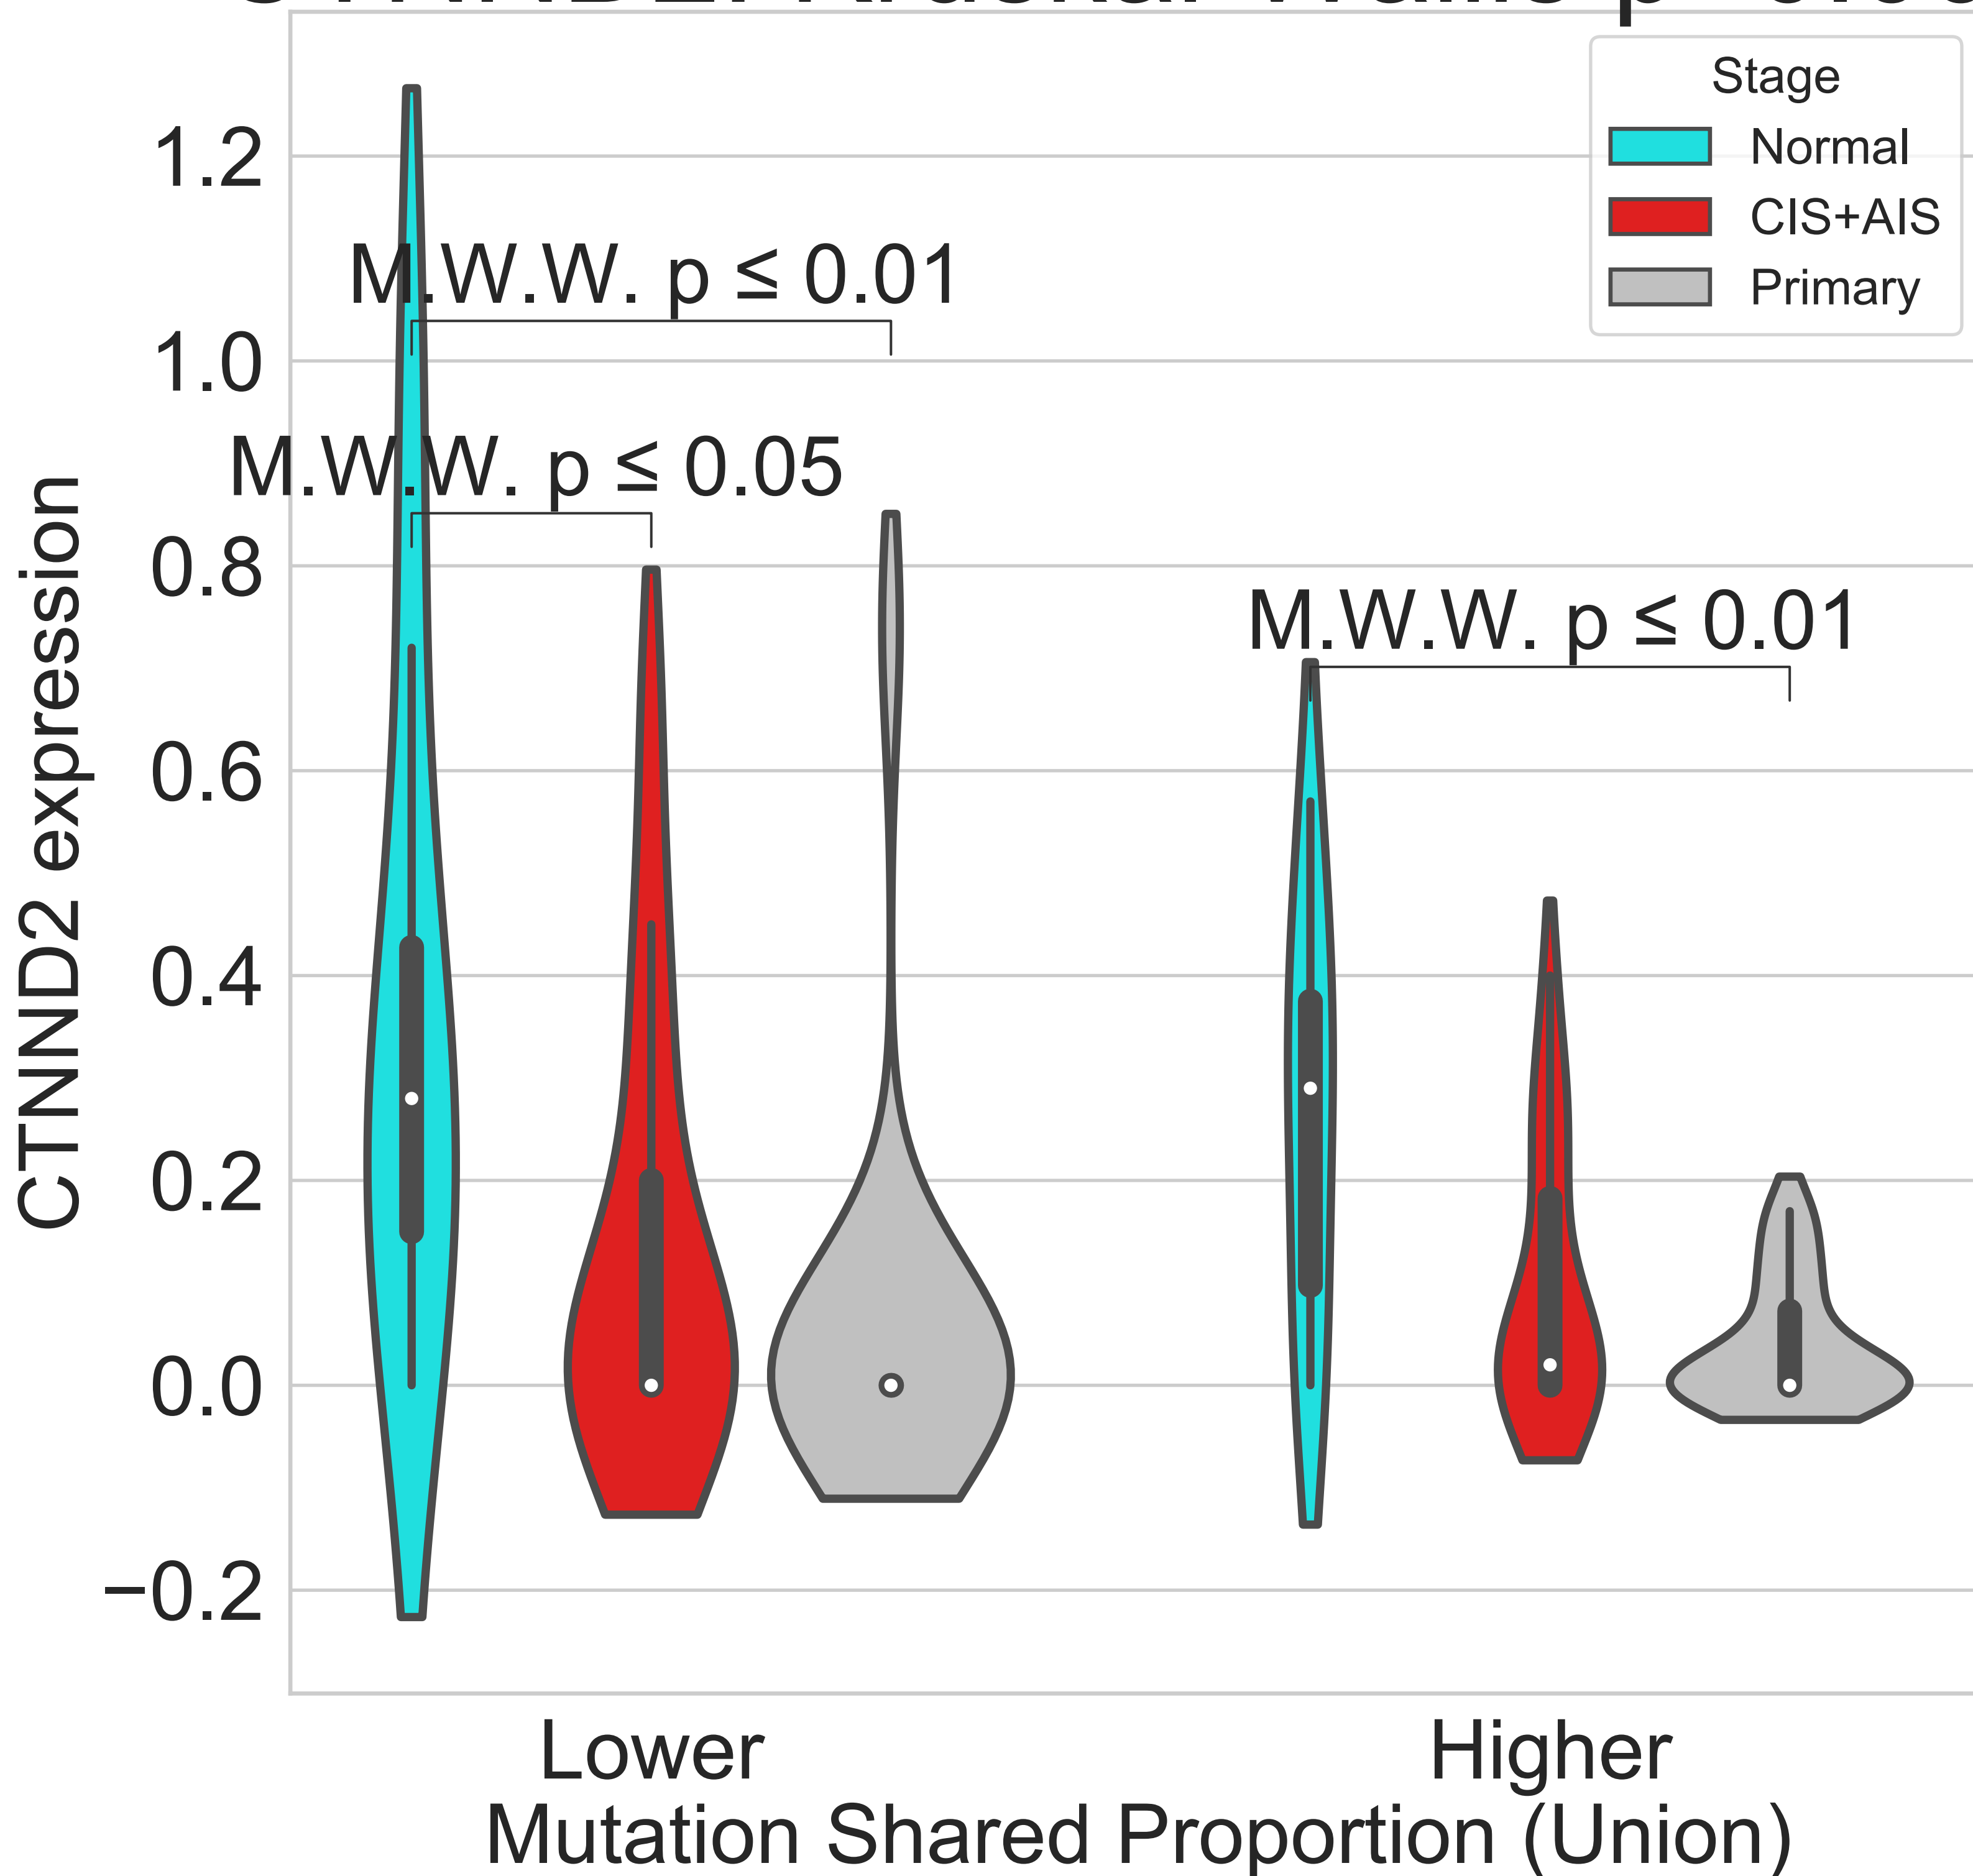 Stage
Normal
CIS+AIS
Primary
M.W.W. p ≤ 0.01
M.W.W. p ≤ 0.05
M.W.W. p ≤ 0.01
1.2
1.0
0.8
0.6
0.4
0.2
0.0
−0.2
CTNND2 expression
Lower
Higher
Mutation Shared Proportion (Union)